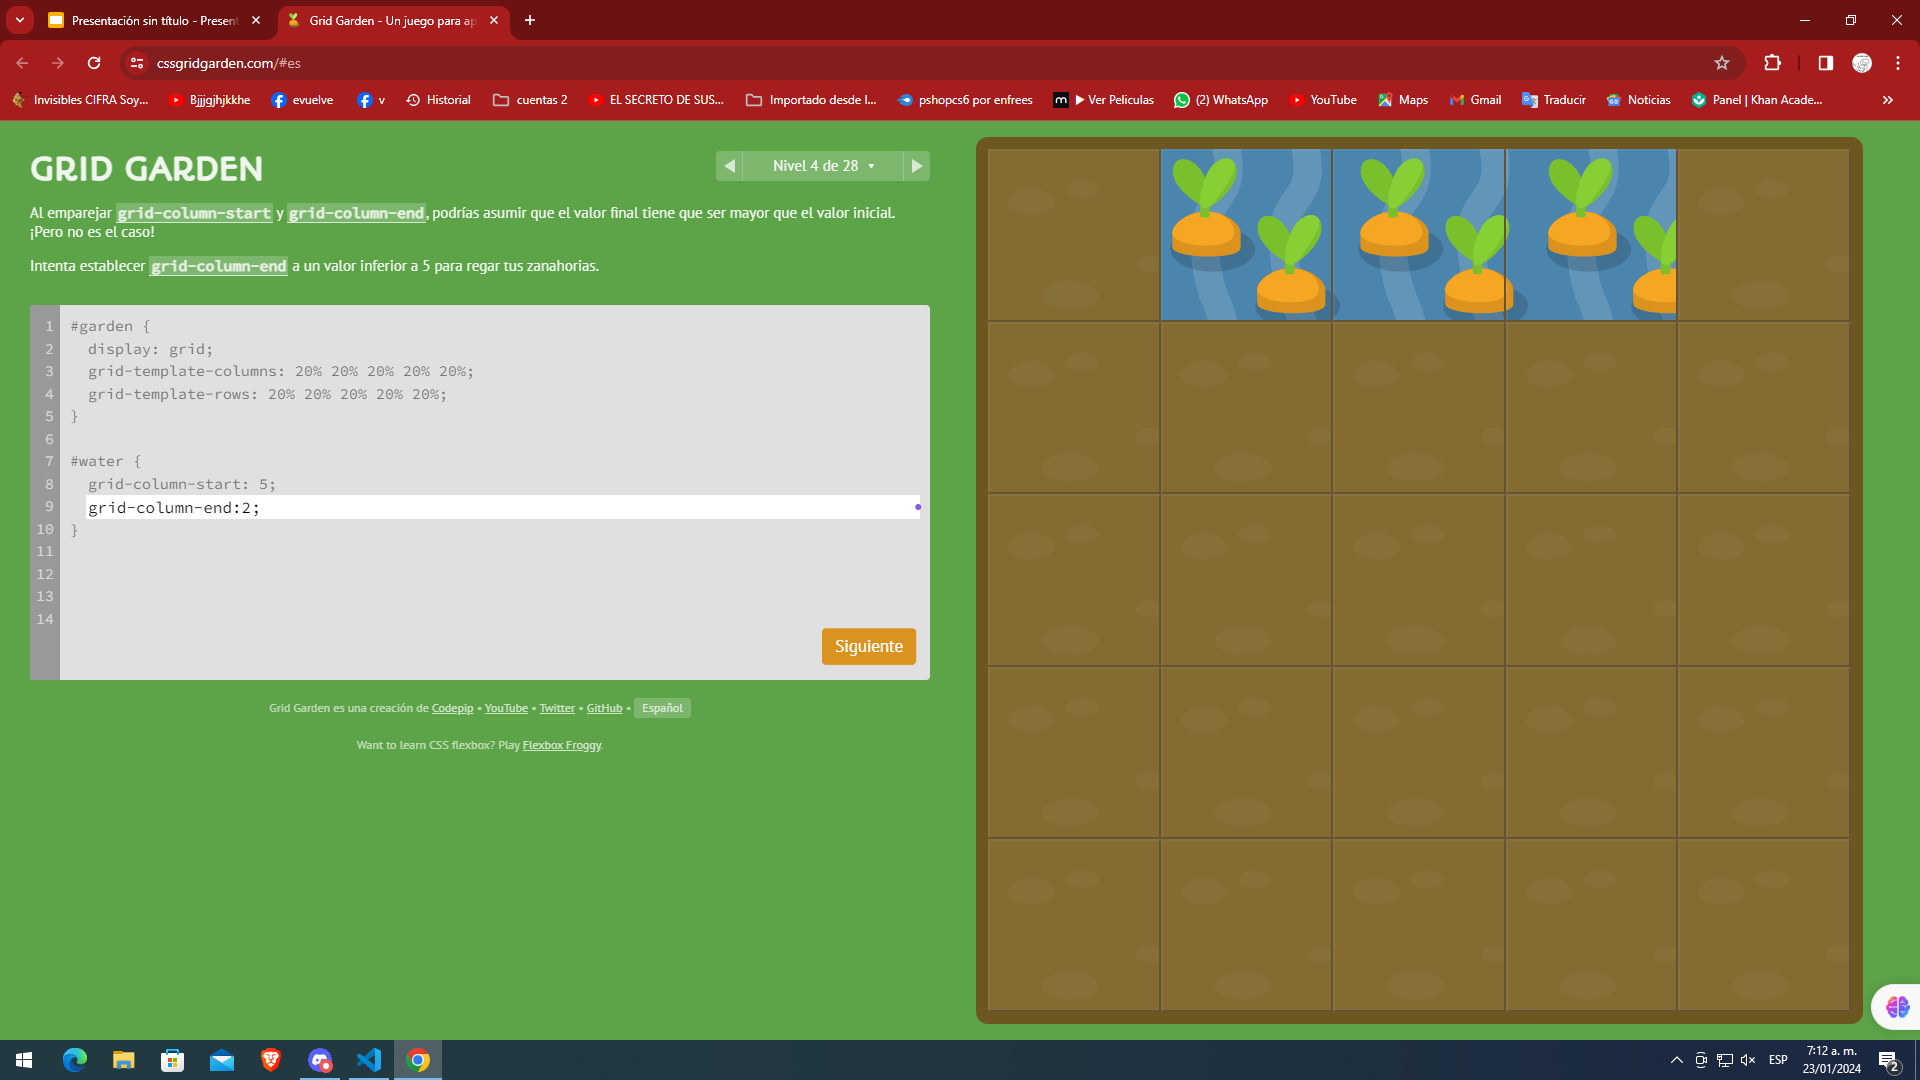 Presentación sin título - Present
Grid Garden - Un juego para ap
cssgridgarden.com/#es
Invisibles CIFRA Soy...
Bjjjgjhjkkhe
evuelve
v
Historial
cuentas 2
EL SECRETO DE SUS...
Importado desde l...
pshopcs6 por enfrees
m
▶ Ver Peliculas
(2) WhatsApp
YouTube
Maps
Gmail
Traducir
Noticias
Panel | Khan Acade...
GRID GARDEN
Nivel 4 de 28
Al emparejar grid-column-start y grid-column-end, podrías asumir que el valor final tiene que ser mayor que el valor inicial.
¡Pero no es el caso!
Intenta establecer grid-column-end a un valor inferior a 5 para regar tus zanahorias.
1 #garden {
2 display: grid;
3 grid-template-columns: 20% 20% 20% 20% 20%;
4 grid-template-rows: 20% 20% 20% 20% 20%;
5 }
6
7 #water {
8 grid-column-start: 5;
9 grid-column-end:2;
10 }
11
12
13
14
Siguiente
Grid Garden es una creación de Codepip • YouTube • Twitter • GitHub • Español
Want to learn CSS flexbox? Play Flexbox Froggy.
ESP
7:12 a. m.
23/01/2024
2